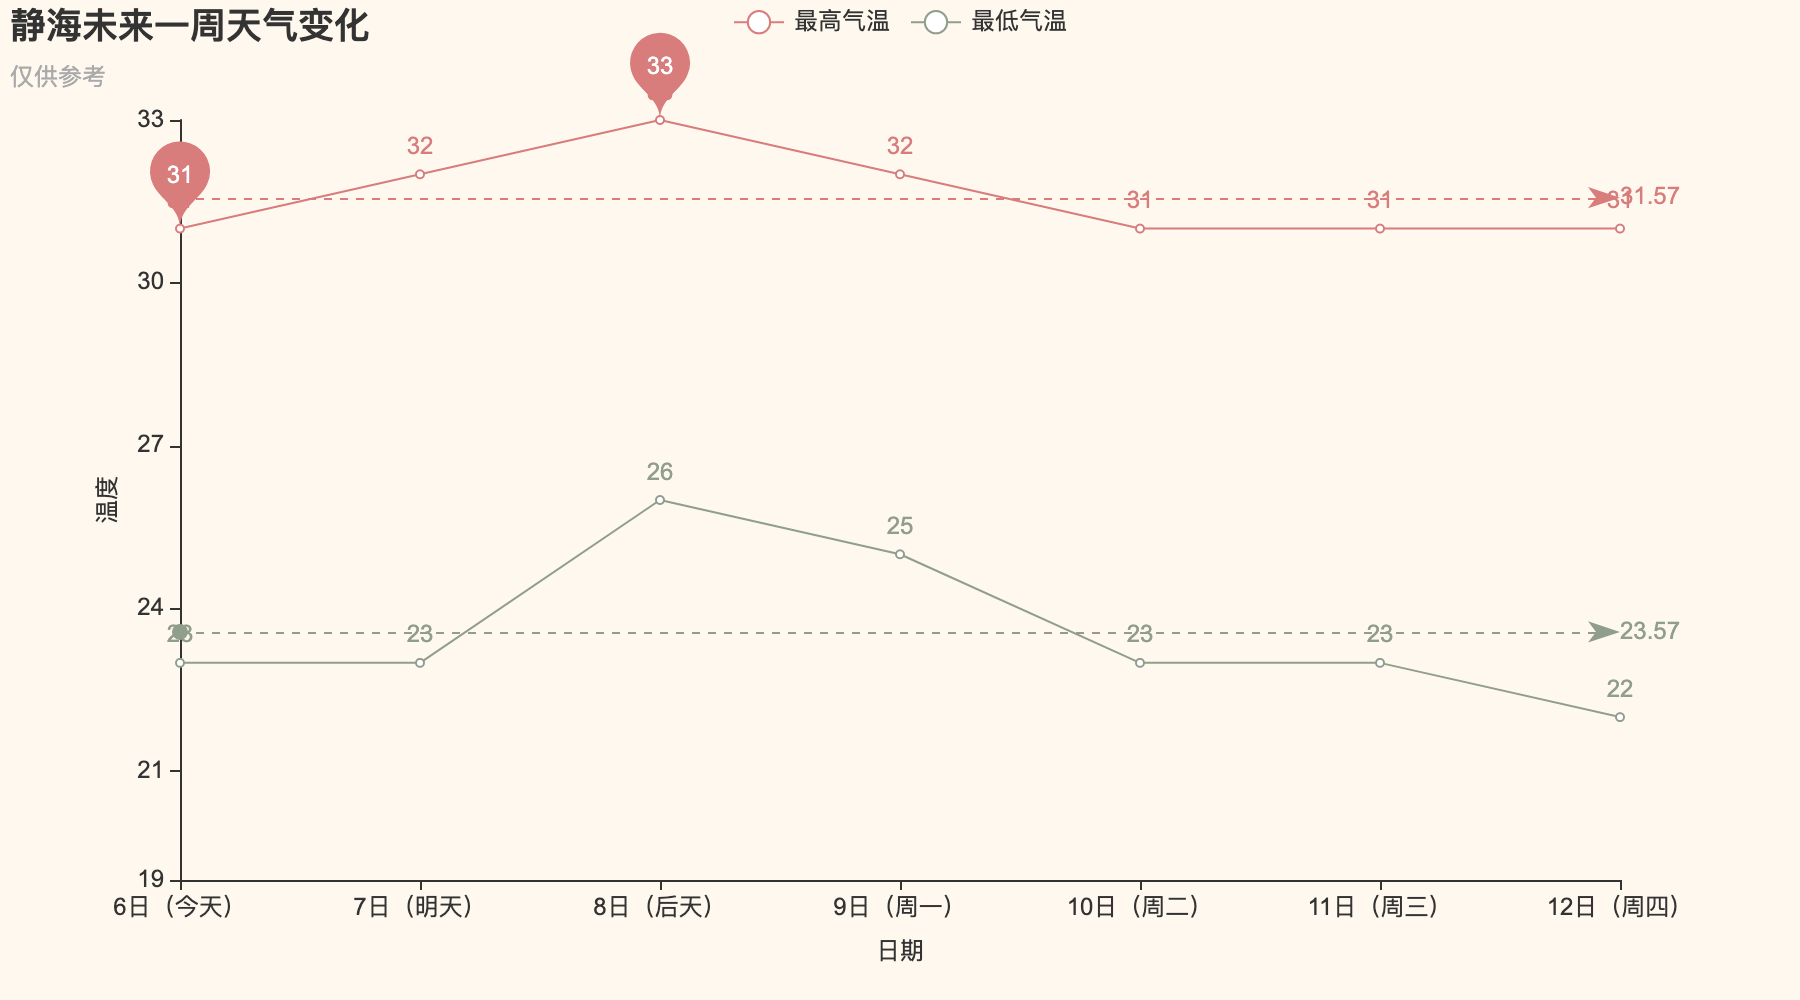 静海未来一周天气变化
仅供参考
最高气温
最低气温
33
33
31
32
32
31
31
31
31.57
30
27
温度
26
25
24
23
23
23
23
23.57
22
21
19
6日（今天）
7日（明天）
8日（后天）
9日（周一）
10日（周二）
11日（周三）
12日（周四）
日期